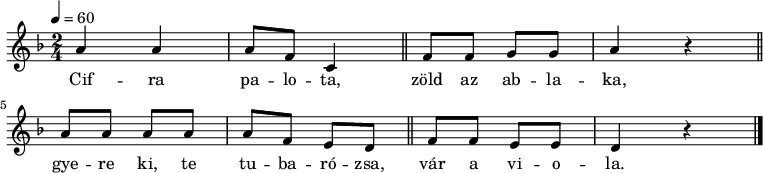 ♩ = 60
Cif -- ra pa -- lo -- ta, zöld az ab -- la -- ka,
5
gye -- re ki, te tu -- ba -- ró -- zsa, vár a vi -- o -- la.